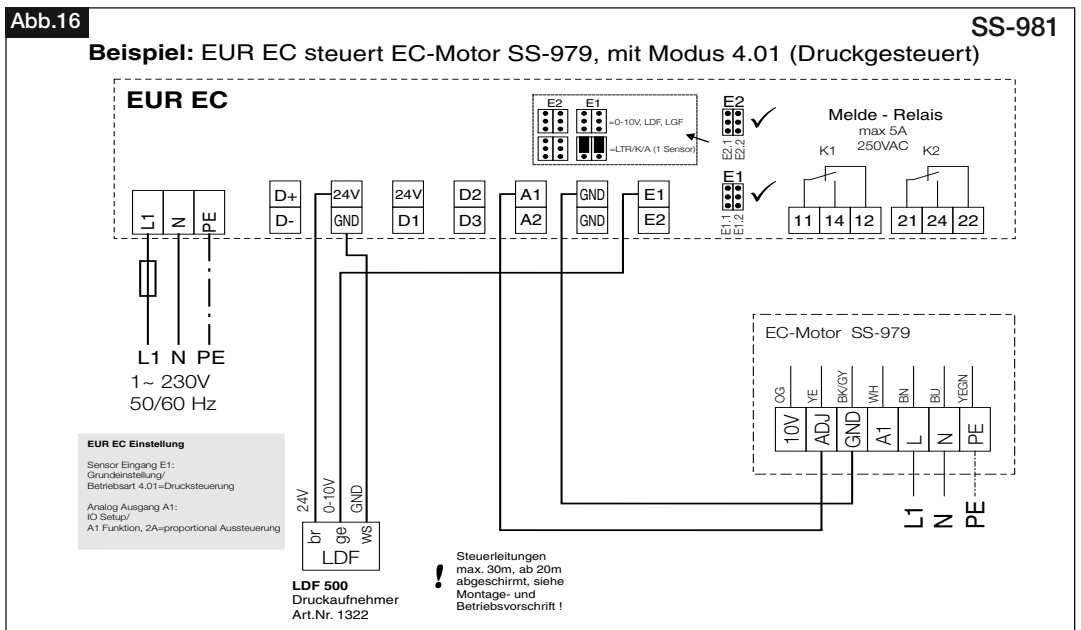 Abb.16
SS-981
Beispiel: EUR EC steuert EC-Motor SS-979, mit Modus 4.01 (Druckgesteuert)
EUR EC
E2 E1
=0-10V, LDF, LGF
=LTR/K/A (1 Sensor)
E2
E2.1
E2.2
E1
E1.1
E1.2
Melde - Relais
max 5A
250VAC
K1 K2
11 14 12 21 24 22
L1 N PE
D+ 24V 24V D2 A1 GND E1
D- GND D1 D3 A2 GND E2
L1 N PE
1~ 230V
50/60 Hz
EC-Motor SS-979
OG YE BK/GY WH BN BU YEGN
10V ADJ GND A1 L N PE
L1 N PE
EUR EC Einstellung
Sensor Eingang E1:
Grundeinstellung/
Betriebsart 4.01=Drucksteuerung
Analog Ausgang A1:
IO Setup/
A1 Funktion, 2A=proportional Aussteuerung
24V 0-10V GND
br ge ws
LDF
LDF 500
Druckaufnehmer
Art.Nr. 1322
!
Steuerleitungen
max. 30m, ab 20m
abgeschirmt, siehe
Montage- und
Betriebsvorschrift !